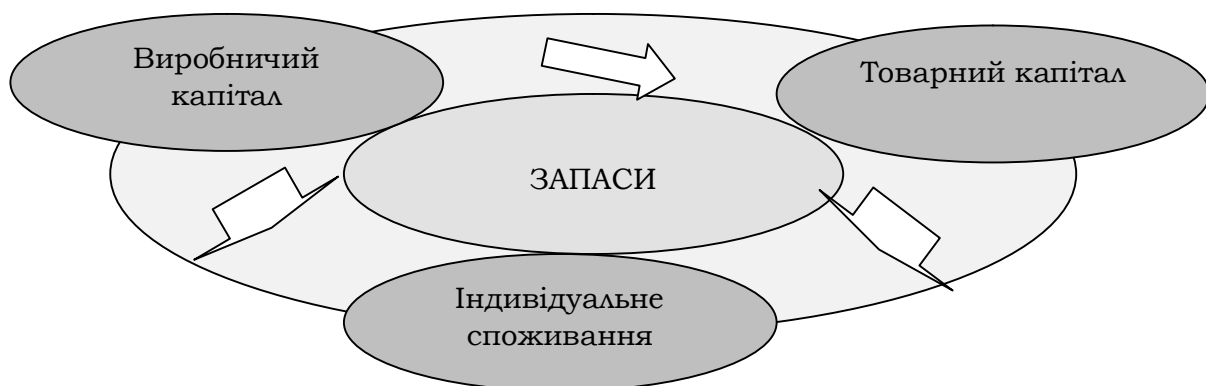 Виробничий
капітал
Товарний капітал
ЗАПАСИ
Індивідуальне
споживання